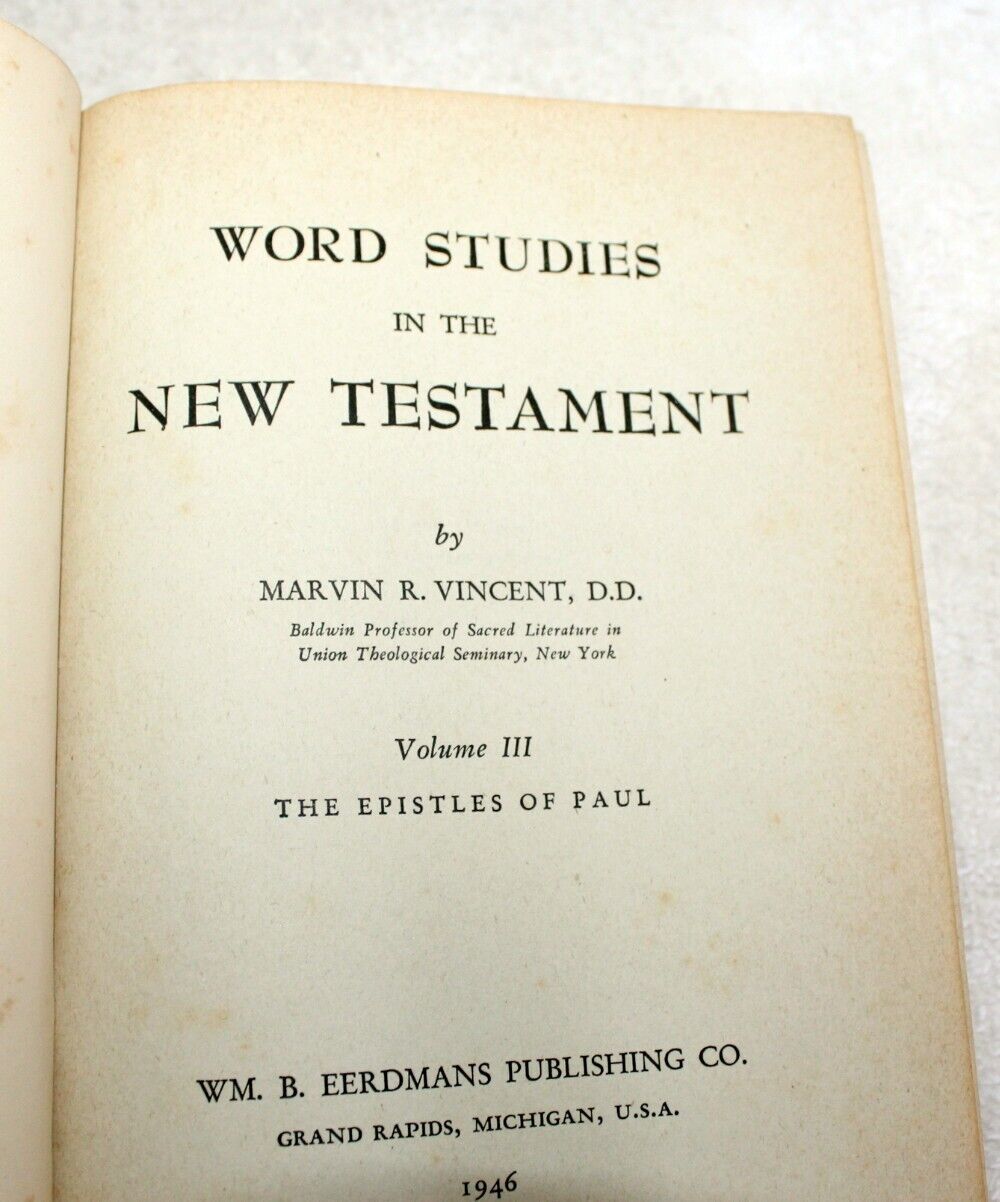 WORD STUDIES
IN THE
NEW TESTAMENT
by
MARVIN R. VINCENT, D.D.
Baldwin Professor of Sacred Literature in
Union Theological Seminary, New York
Volume III
THE EPISTLES OF PAUL
WM. B. EERDMANS PUBLISHING CO.
GRAND RAPIDS, MICHIGAN, U.S.A.
1946